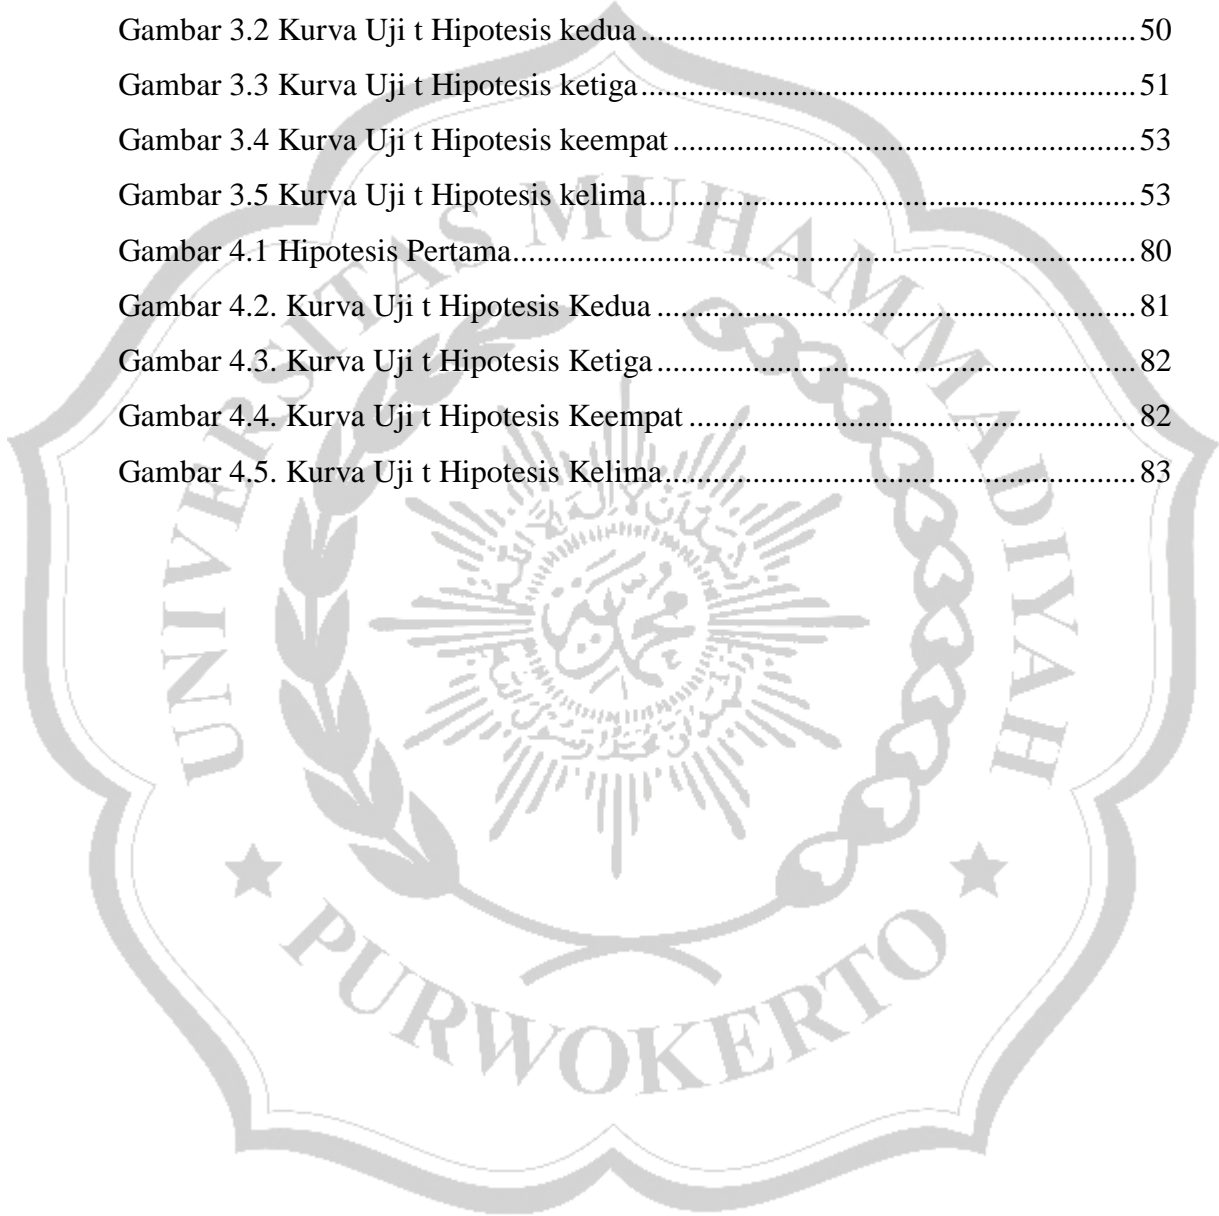 Gambar 3.2 Kurva Uji t Hipotesis kedua............................................................50
Gambar 3.3 Kurva Uji t Hipotesis ketiga............................................................51
Gambar 3.4 Kurva Uji t Hipotesis keempat........................................................53
Gambar 3.5 Kurva Uji t Hipotesis kelima...........................................................53
Gambar 4.1 Hipotesis Pertama...........................................................................80
Gambar 4.2. Kurva Uji t Hipotesis Kedua..........................................................81
Gambar 4.3. Kurva Uji t Hipotesis Ketiga..........................................................82
Gambar 4.4. Kurva Uji t Hipotesis Keempat......................................................82
Gambar 4.5. Kurva Uji t Hipotesis Kelima.........................................................83
UNIVERSITAS MUHAMMADIYAH
PURWOKERTO